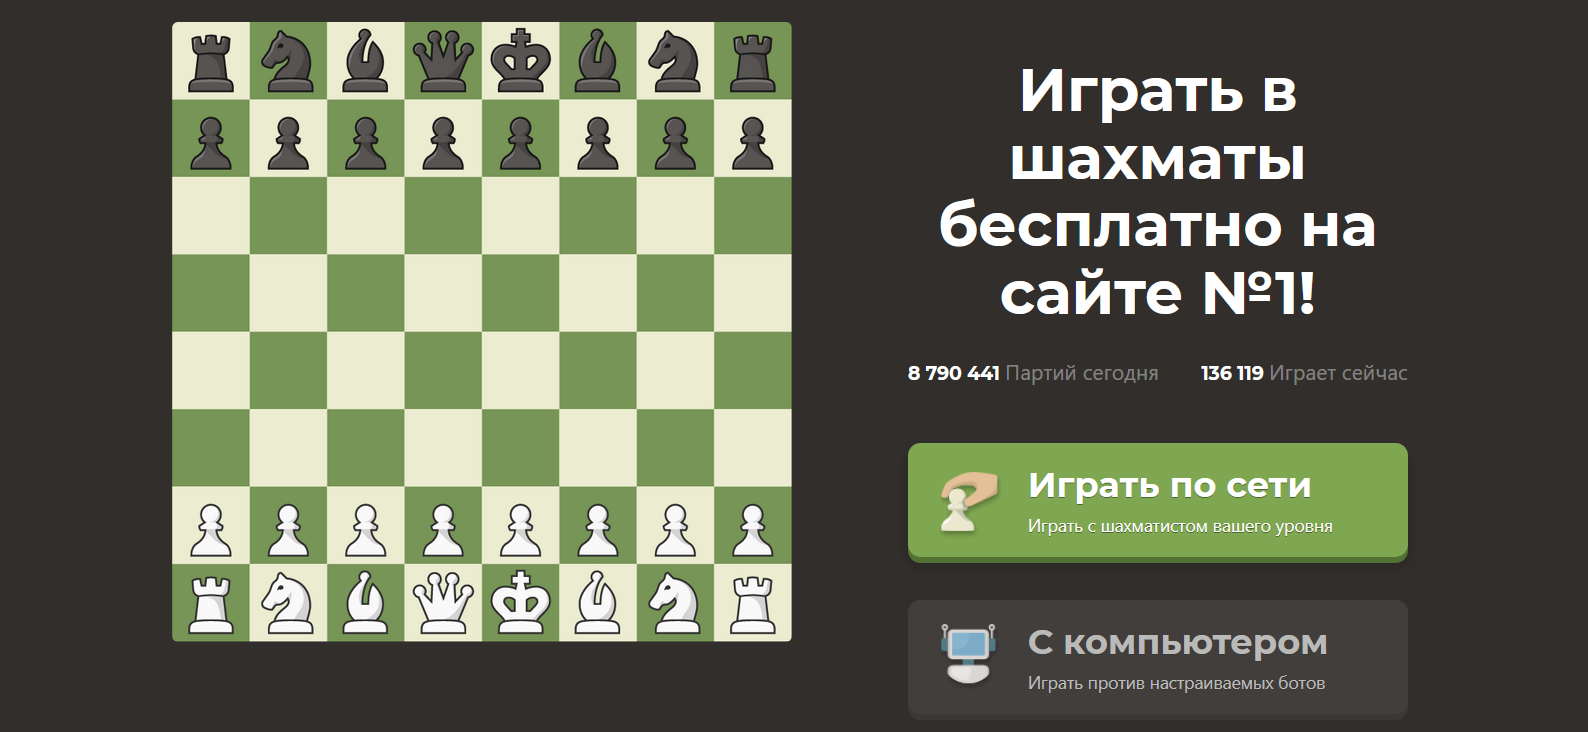 Играть в
шахматы
бесплатно на
сайте №1!
8 790 441 Партий сегодня 136 119 Играет сейчас
Играть по сети
Играть с шахматистом вашего уровня
С компьютером
Играть против настраиваемых ботов